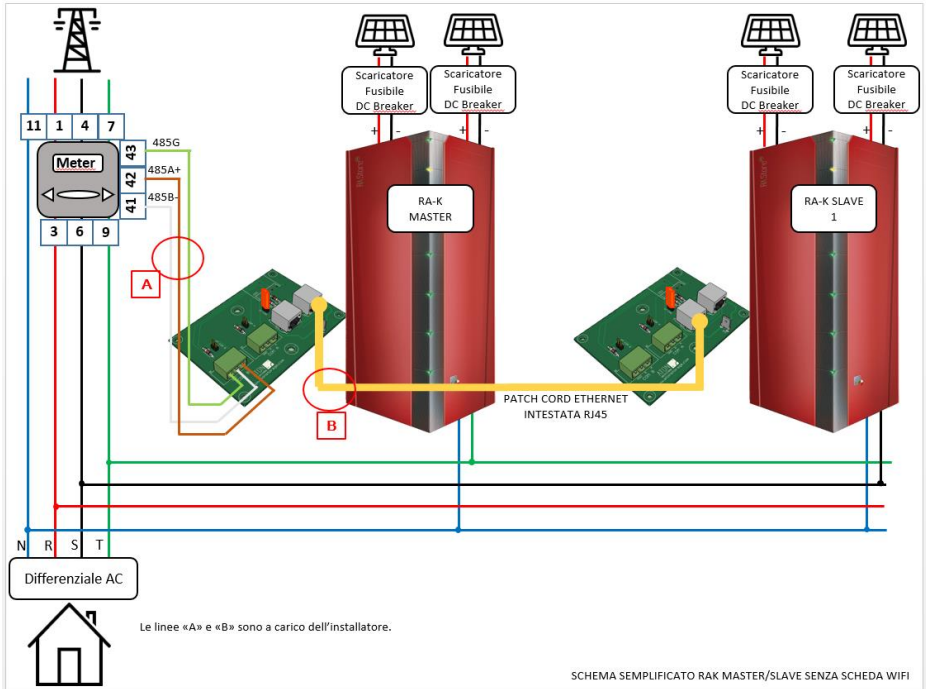 Scaricatore
Fusibile
DC Breaker
Scaricatore
Fusibile
DC Breaker
Scaricatore
Fusibile
DC Breaker
Scaricatore
Fusibile
DC Breaker
+ -
+ -
+ -
+ -
11 1 4 7
Meter
43 485G
42 485A+
41 485B-
3 6 9
RA-K
MASTER
RA-K SLAVE
1
A
B
PATCH CORD ETHERNET
INTESTATA RJ45
N R S T
Differenziale AC
Le linee «A» e «B» sono a carico dell’installatore.
SCHEMA SEMPLIFICATO RAK MASTER/SLAVE SENZA SCHEDA WIFI